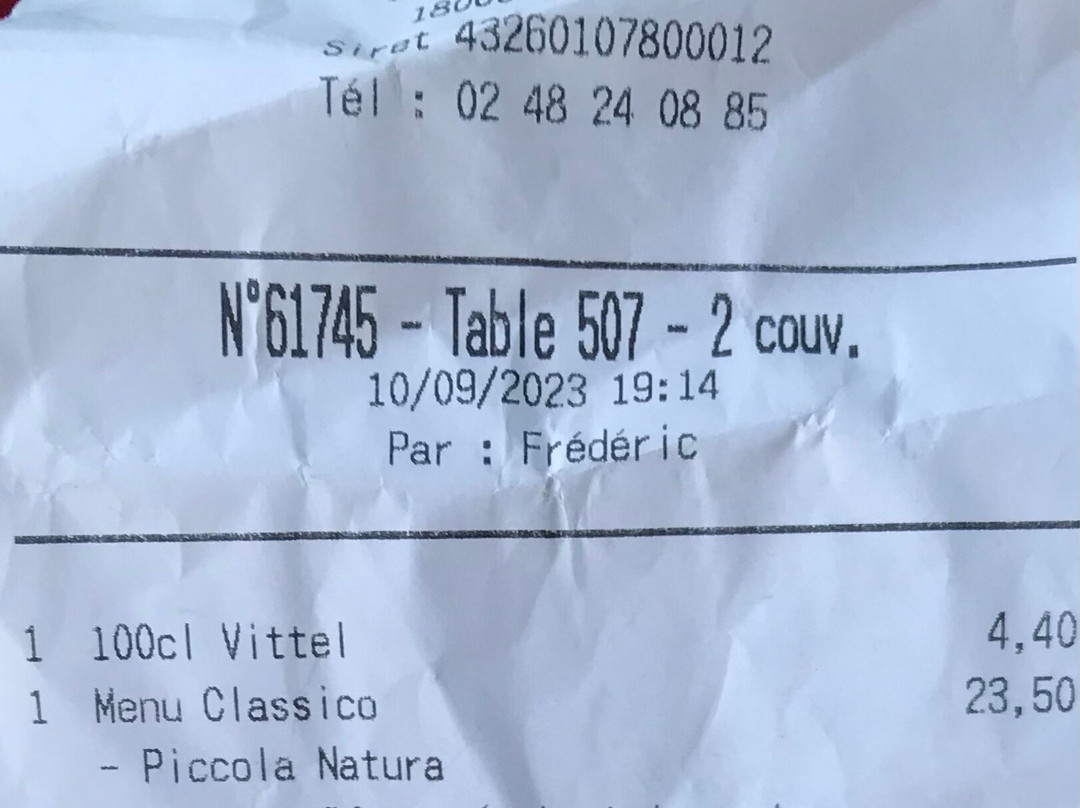 Siret 43260107800012
Tél : 02 48 24 08 85
N°61745 - Table 507 - 2 couv.
10/09/2023 19:14
Par : Frédéric
1 100cl Vittel 4,40
1 Menu Classico 23,50
- Piccola Natura